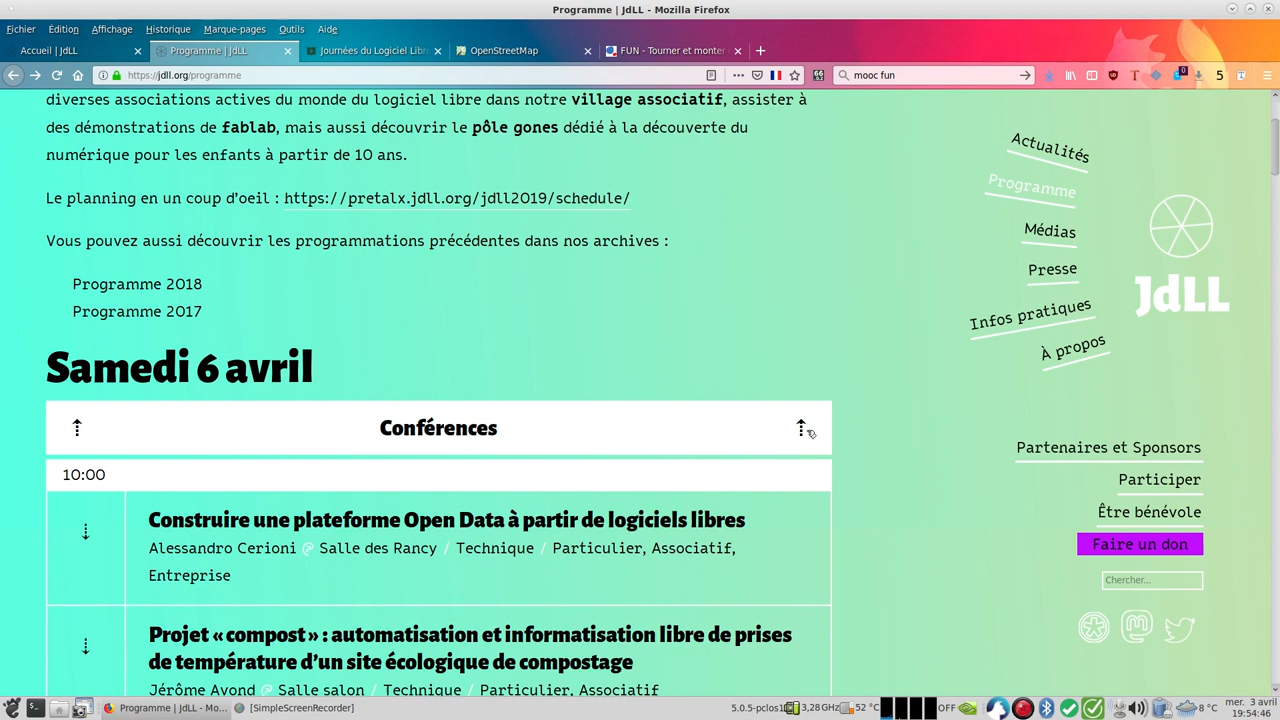 Programme | JdLL - Mozilla Firefox
Fichier Édition Affichage Historique Marque-pages Outils Aide
Accueil | JdLL
Programme | JdLL
Journées du Logiciel Libr
OpenStreetMap
FUN - Tourner et monter
https://jdll.org/programme
mooc fun
diverses associations actives du monde du logiciel libre dans notre village associatif, assister à
des démonstrations de fablab, mais aussi découvrir le pôle gones dédié à la découverte du
numérique pour les enfants à partir de 10 ans.
Le planning en un coup d'oeil : https://pretalx.jdll.org/jdll2019/schedule/
Vous pouvez aussi découvrir les programmations précédentes dans nos archives :
Programme 2018
Programme 2017
Samedi 6 avril
Conférences
10:00
Construire une plateforme Open Data à partir de logiciels libres
Alessandro Cerioni @ Salle des Rancy / Technique / Particulier, Associatif,
Entreprise
Projet « compost » : automatisation et informatisation libre de prises
de température d'un site écologique de compostage
Jérôme Avond @ Salle salon / Technique / Particulier, Associatif
Actualités
Programme
Médias
Presse
Infos pratiques
À propos
JdLL
Partenaires et Sponsors
Participer
Être bénévole
Faire un don
Chercher...
Programme | JdLL - Mo...
[SimpleScreenRecorder]
5.0.5-pclos1
3,28 GHz
52 °C
OFF
8 °C
mer. 3 avril
19:54:46